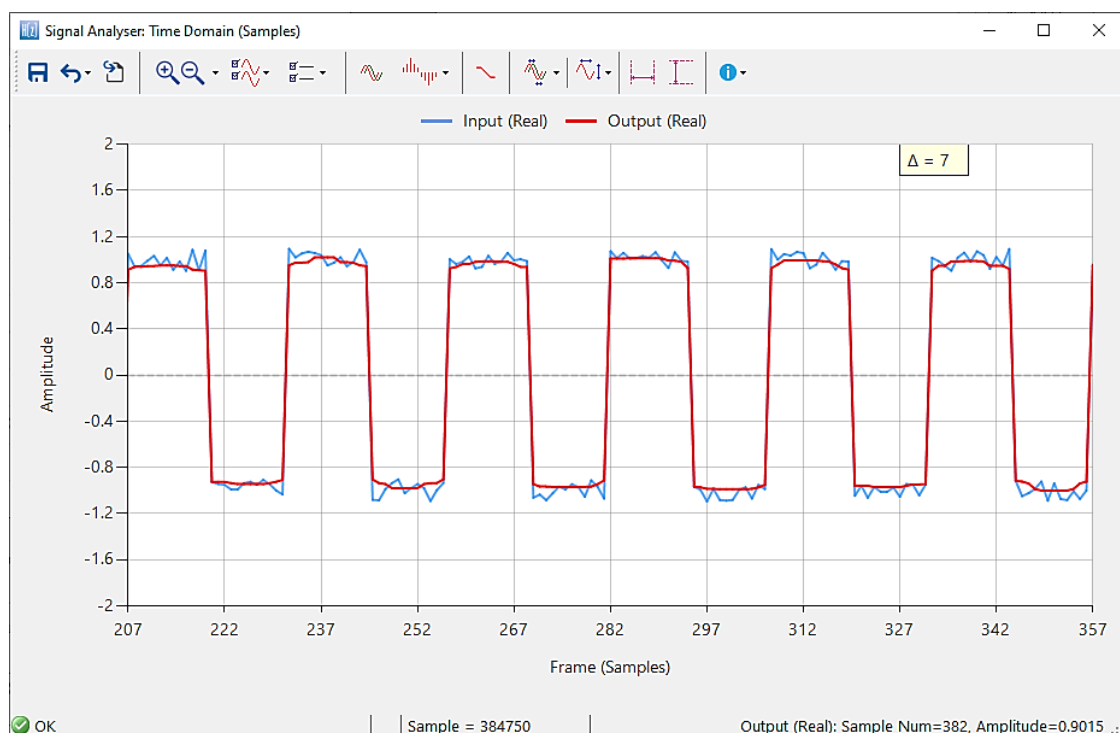 Signal Analyser: Time Domain (Samples)
Input (Real) Output (Real)
Δ = 7
2
1.6
1.2
0.8
0.4
0
-0.4
-0.8
-1.2
-1.6
-2
Amplitude
207 222 237 252 267 282 297 312 327 342 357
Frame (Samples)
OK Sample = 384750 Output (Real): Sample Num=382, Amplitude=0.9015